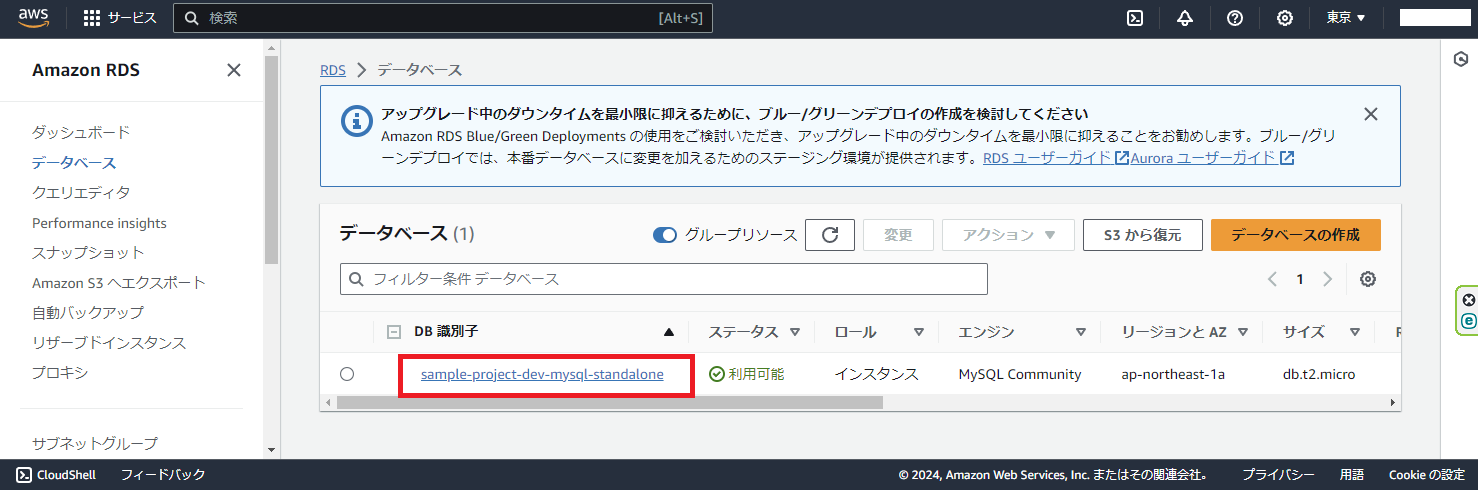 aws サービス 検索 [Alt+S] 東京 ▼
Amazon RDS
ダッシュボード
データベース
クエリエディタ
Performance insights
スナップショット
Amazon S3 へエクスポート
自動バックアップ
リザーブドインスタンス
プロキシ
サブネットグループ
RDS > データベース
アップグレード中のダウンタイムを最小限に抑えるために、ブルー/グリーンデプロイの作成を検討してください
Amazon RDS Blue/Green Deployments の使用をご検討いただき、アップグレード中のダウンタイムを最小限に抑えることをお勧めします。ブルー/グリ
ーンデプロイでは、本番データベースに変更を加えるためのステージング環境が提供されます。RDS ユーザーガイド Aurora ユーザーガイド
データベース (1) グループリソース 変更 アクション ▼ S3 から復元 データベースの作成
フィルター条件 データベース 1
DB 識別子 ステータス ロール エンジン リージョンと AZ サイズ
sample-project-dev-mysql-standalone 利用可能 インスタンス MySQL Community ap-northeast-1a db.t2.micro
CloudShell フィードバック © 2024, Amazon Web Services, Inc. またはその関連会社。 プライバシー 用語 Cookie の設定